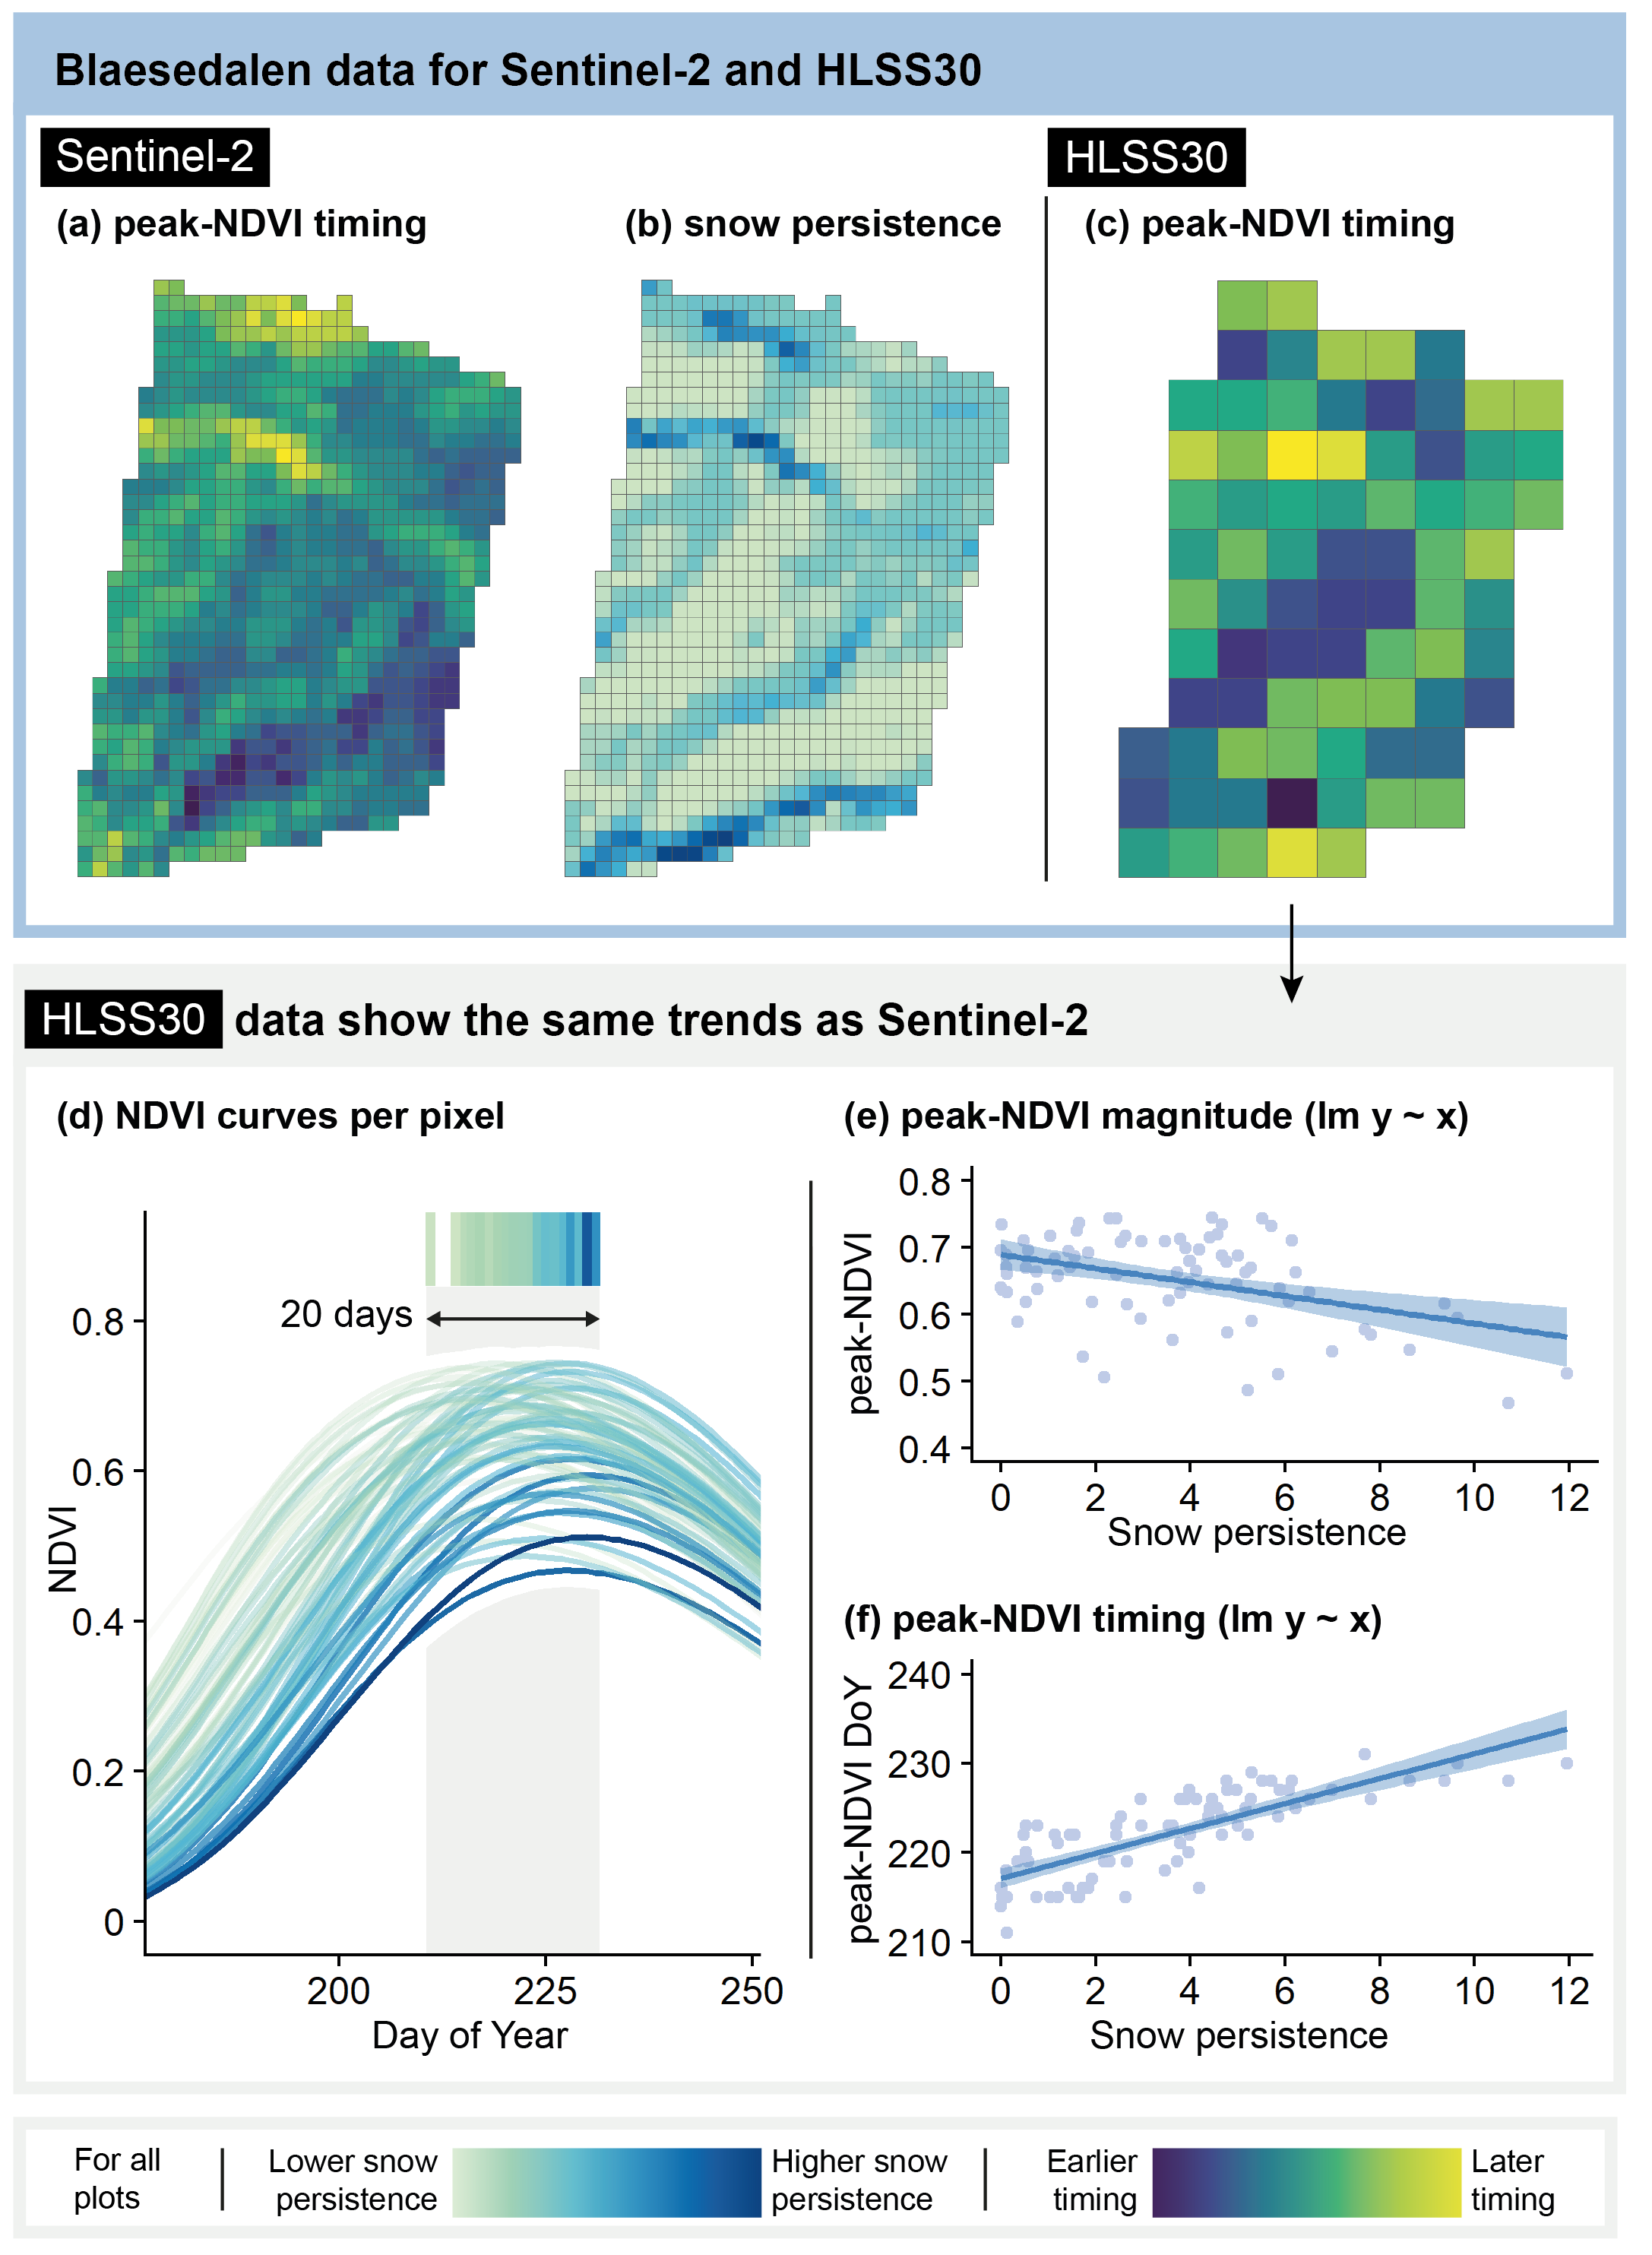 Blaesedalen data for Sentinel-2 and HLSS30
Sentinel-2
HLSS30
(a) peak-NDVI timing
(b) snow persistence
(c) peak-NDVI timing
HLSS30 data show the same trends as Sentinel-2
(d) NDVI curves per pixel
20 days
0.8
0.6
0.4
0.2
0
NDVI
200
225
250
Day of Year
(e) peak-NDVI magnitude (lm y ~ x)
0.8
0.7
0.6
0.5
0.4
peak-NDVI
0
2
4
6
8
10
12
Snow persistence
(f) peak-NDVI timing (lm y ~ x)
240
230
220
210
peak-NDVI DoY
0
2
4
6
8
10
12
Snow persistence
For all
plots
Lower snow
persistence
Higher snow
persistence
Earlier
timing
Later
timing